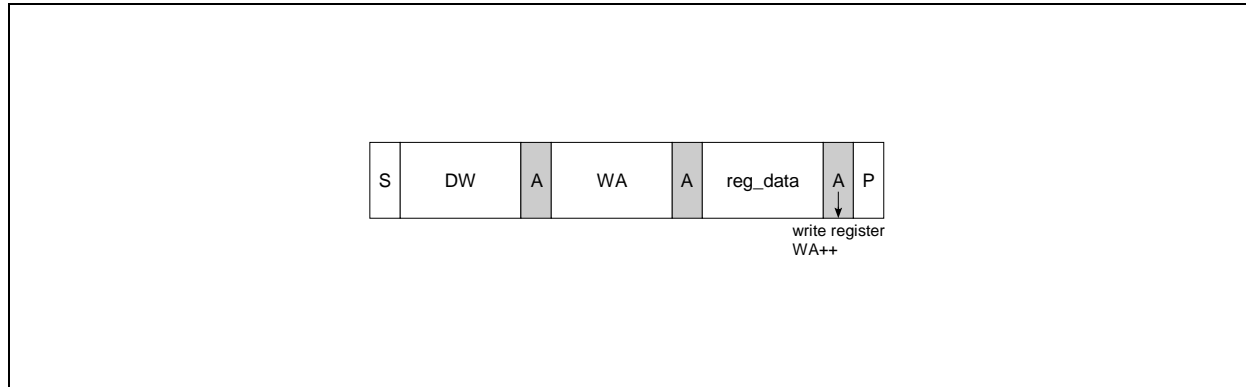 S DW A WA A reg_data A P
write register
WA++